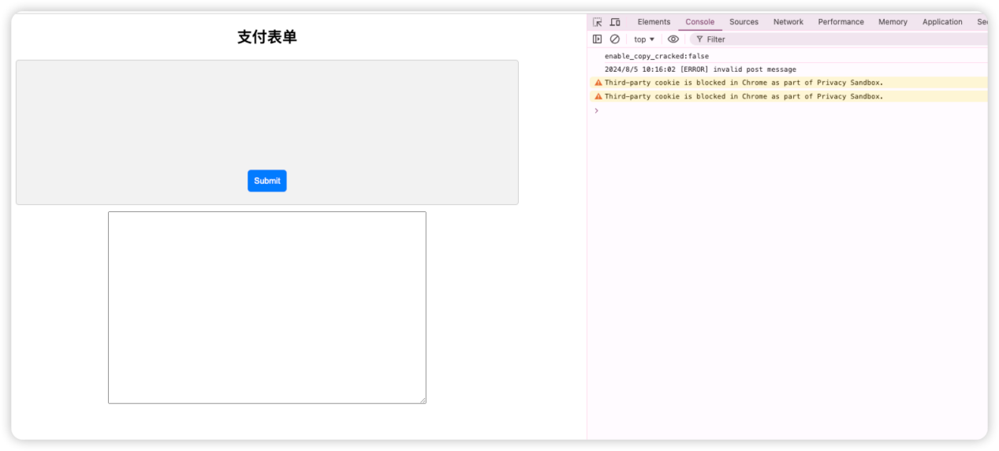 支付表单
Submit
Elements Console Sources Network Performance Memory Application
top Filter
enable_copy_cracked:false
2024/8/5 10:16:02 [ERROR] invalid post message
Third-party cookie is blocked in Chrome as part of Privacy Sandbox.
Third-party cookie is blocked in Chrome as part of Privacy Sandbox.